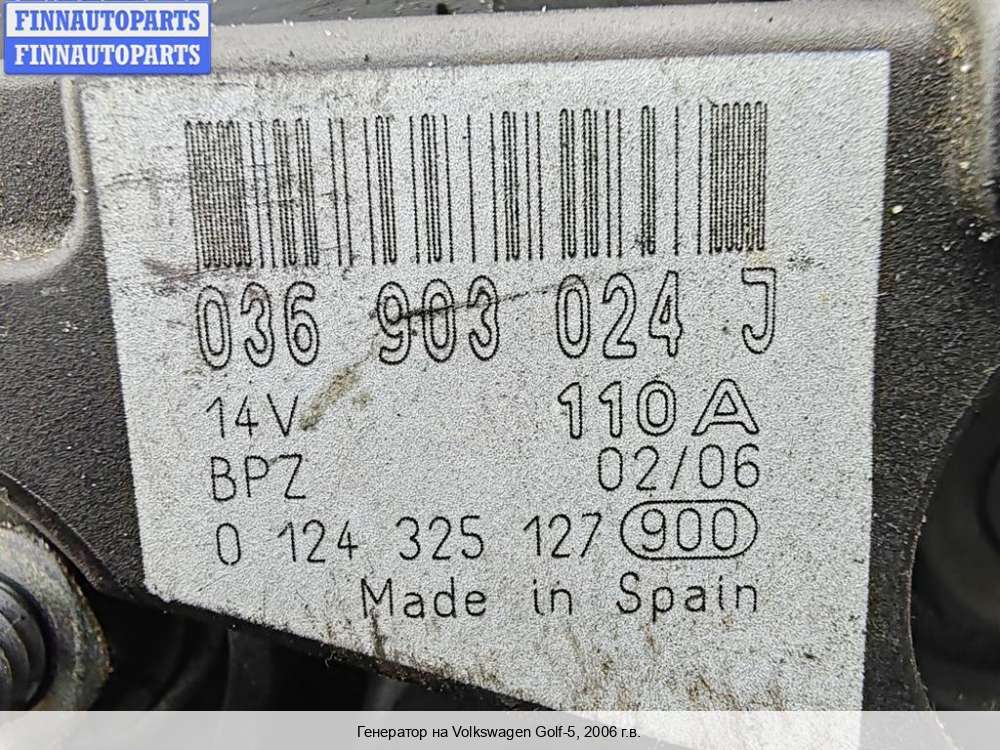 FINNAUTOPARTS
FINNAUTOPARTS
036 903 024 J
14V 110A
BPZ 02/06
0 124 325 127 900
Made in Spain
Генератор на Volkswagen Golf-5, 2006 г.в.